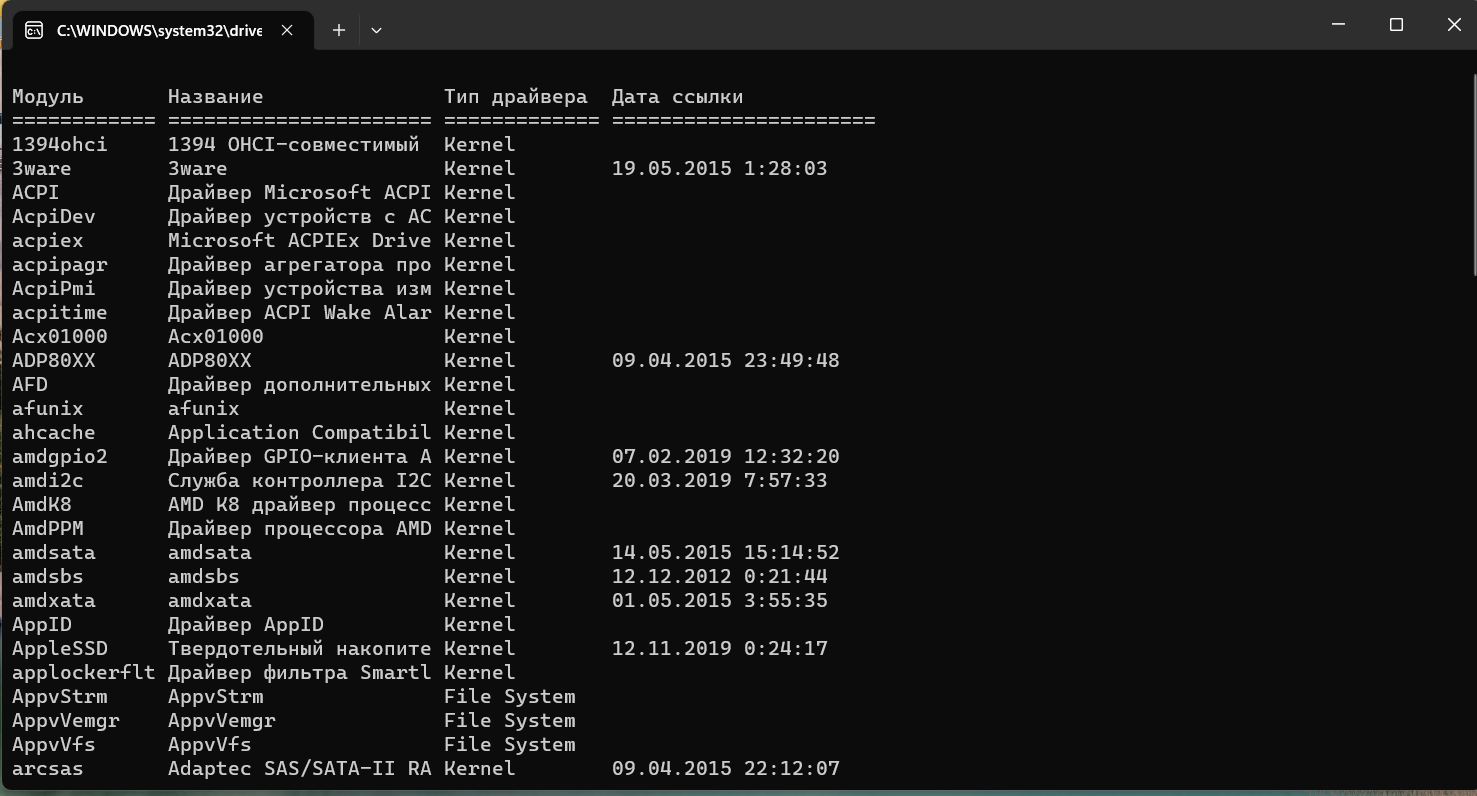 C:\WINDOWS\system32\drive
Модуль Название Тип драйвера Дата ссылки
============ ====================== ============= ======================
1394ohci 1394 OHCI-совместимый Kernel
3ware 3ware Kernel 19.05.2015 1:28:03
ACPI Драйвер Microsoft ACPI Kernel
AcpiDev Драйвер устройств с AC Kernel
acpiex Microsoft ACPIEx Drive Kernel
acpipagr Драйвер агрегатора про Kernel
AcpiPmi Драйвер устройства изм Kernel
acpitime Драйвер ACPI Wake Alar Kernel
Acx01000 Acx01000 Kernel
ADP80XX ADP80XX Kernel 09.04.2015 23:49:48
AFD Драйвер дополнительных Kernel
afunix afunix Kernel
ahcache Application Compatibil Kernel
amdgpio2 Драйвер GPIO-клиента A Kernel 07.02.2019 12:32:20
amdi2c Служба контроллера I2C Kernel 20.03.2019 7:57:33
AmdK8 AMD K8 драйвер процесс Kernel
AmdPPM Драйвер процессора AMD Kernel
amdsata amdsata Kernel 14.05.2015 15:14:52
amdsbs amdsbs Kernel 12.12.2012 0:21:44
amdxata amdxata Kernel 01.05.2015 3:55:35
AppID Драйвер AppID Kernel
AppleSSD Твердотельный накопите Kernel 12.11.2019 0:24:17
applockerflt Драйвер фильтра Smartl Kernel
AppvStrm AppvStrm File System
AppvVemgr AppvVemgr File System
AppvVfs AppvVfs File System
arcsas Adaptec SAS/SATA-II RA Kernel 09.04.2015 22:12:07